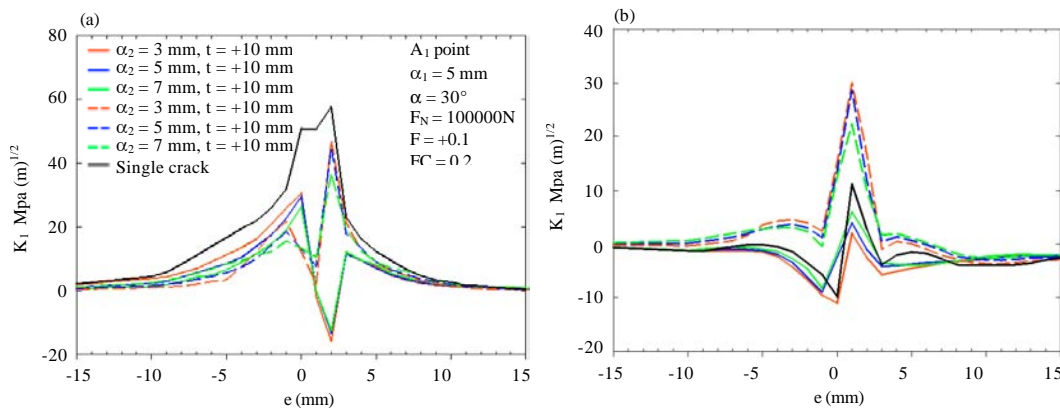 (a)
80
60
40
20
0
-20
K₁ Mpa (m)^1/2
α₂ = 3 mm, t = +10 mm
α₂ = 5 mm, t = +10 mm
α₂ = 7 mm, t = +10 mm
α₂ = 3 mm, t = +10 mm
α₂ = 5 mm, t = +10 mm
α₂ = 7 mm, t = +10 mm
Single crack
A₁ point
α₁ = 5 mm
α = 30°
F_N = 100000N
F = +0.1
FC = 0.2
-15 -10 -5 0 5 10 15
e (mm)
(b)
40
30
20
10
0
-10
-20
K₁ Mpa (m)^1/2
-15 -10 -5 0 5 10 15
e (mm)